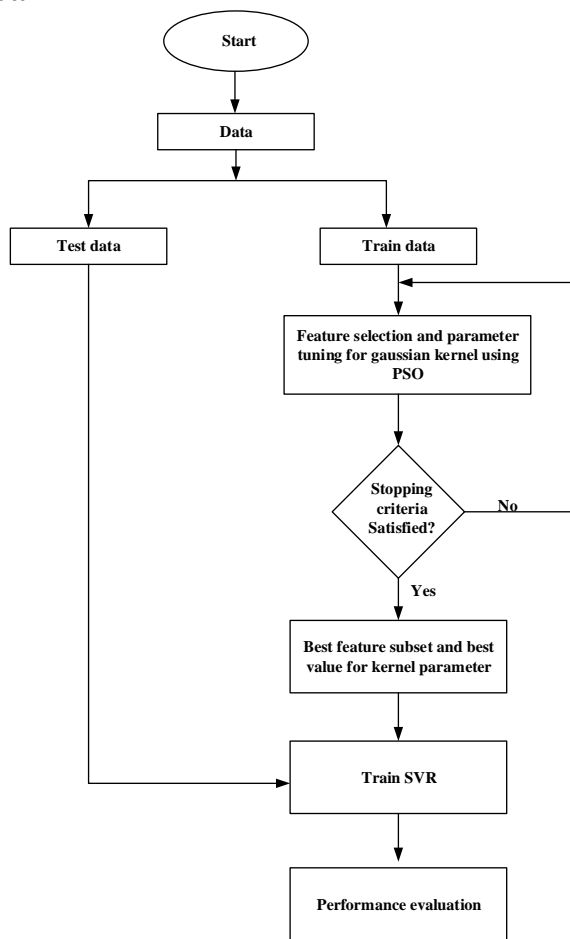 Start
Data
Test data
Train data
Feature selection and parameter
tuning for gaussian kernel using
PSO
Stopping
criteria
Satisfied?
No
Yes
Best feature subset and best
value for kernel parameter
Train SVR
Performance evaluation